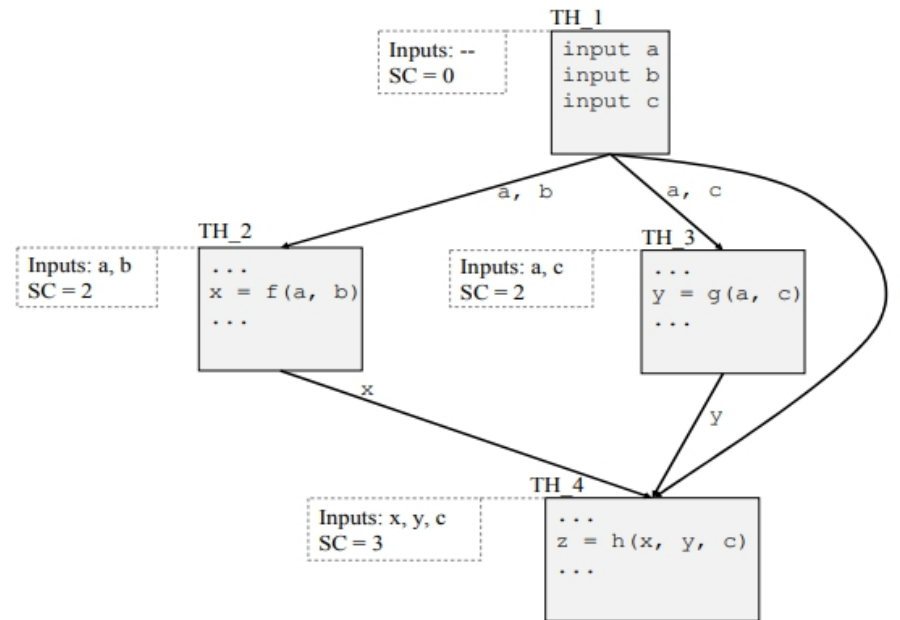 TH_1
Inputs: --
SC = 0
input a
input b
input c
a, b
a, c
TH_2
Inputs: a, b
SC = 2
...
x = f(a, b)
...
TH_3
Inputs: a, c
SC = 2
...
y = g(a, c)
...
x
y
TH_4
Inputs: x, y, c
SC = 3
...
z = h(x, y, c)
...